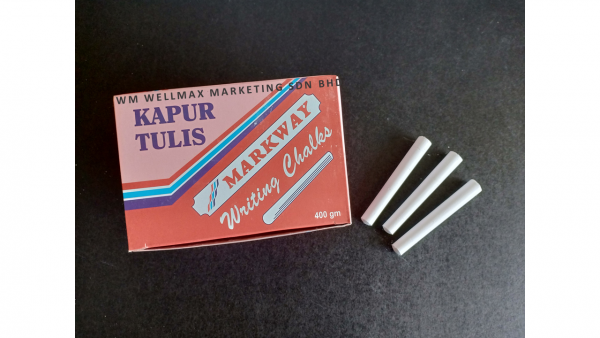 WM WELLMAX MARKETING SDN BHD
KAPUR
TULIS
MARKWAY
Writing Chalks
400 gm